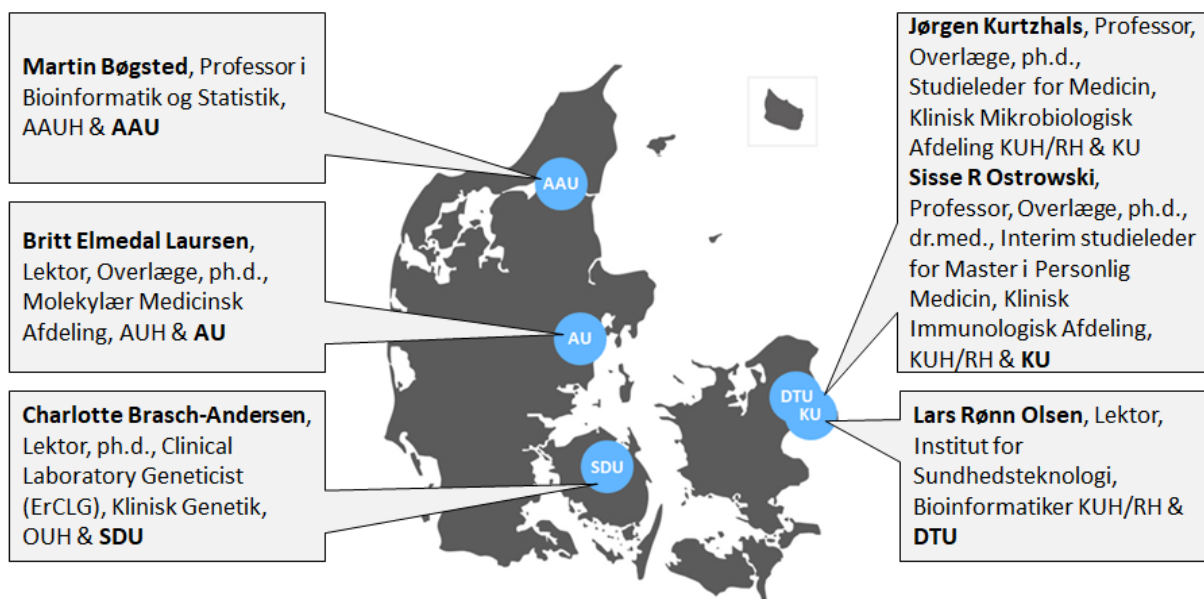 Martin Bøgsted, Professor i
Bioinformatik og Statistik,
AAUH & AAU
Britt Elmedal Laursen,
Lektor, Overlæge, ph.d.,
Molekylær Medicinsk
Afdeling, AUH & AU
Charlotte Brasch-Andersen,
Lektor, ph.d., Clinical
Laboratory Geneticist
(ErCLG), Klinisk Genetik,
OUH & SDU
AAU
AU
SDU
DTU
KU
Jørgen Kurtzhals, Professor,
Overlæge, ph.d.,
Studieleder for Medicin,
Klinisk Mikrobiologisk
Afdeling KUH/RH & KU
Sisse R Ostrowski,
Professor, Overlæge, ph.d.,
dr.med., Interim studieleder
for Master i Personlig
Medicin, Klinisk
Immunologisk Afdeling,
KUH/RH & KU
Lars Rønn Olsen, Lektor,
Institut for
Sundhedsteknologi,
Bioinformatiker KUH/RH &
DTU